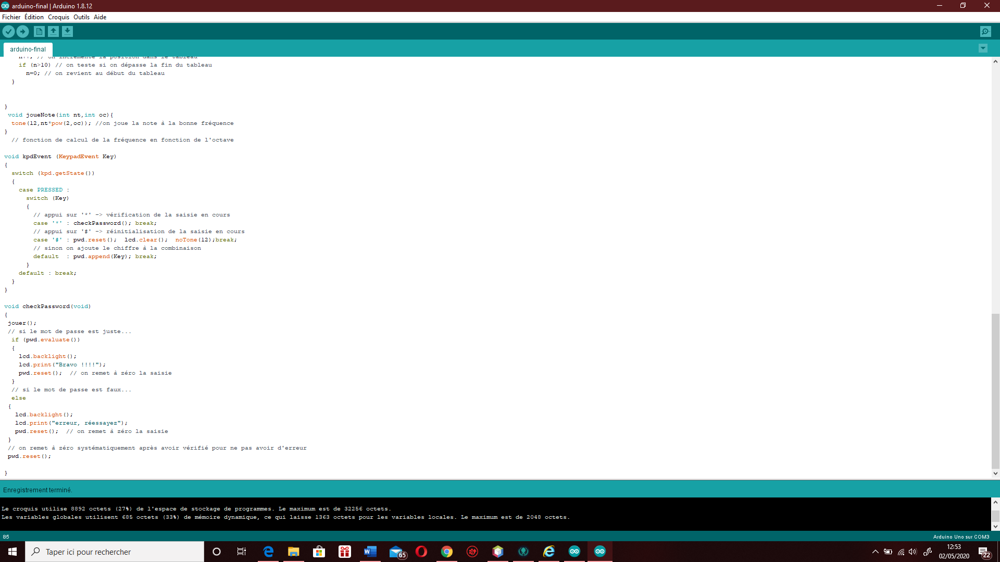 arduino-final | Arduino 1.8.12
Fichier Édition Croquis Outils Aide
arduino-final
n++; // on incrémente la position dans le tableau
if (n>10) // on teste si on dépasse la fin du tableau
n=0; // on revient au début du tableau
}
}
void joueNote(int nt,int oc){
tone(12,nt*pow(2,oc)); //on joue la note à la bonne fréquence
}
// fonction de calcul de la fréquence en fonction de l'octave
void kpdEvent (KeypadEvent Key)
{
switch (kpd.getState())
{
case PRESSED :
switch (Key)
{
// appui sur '*' -> vérification de la saisie en cours
case '*' : checkPassword(); break;
// appui sur '#' -> réinitialisation de la saisie en cours
case '#' : pwd.reset();  lcd.clear();  noTone(12);break;
// sinon on ajoute le chiffre à la combinaison
default  : pwd.append(Key); break;
}
default : break;
}
}
void checkPassword(void)
{
jouer();
// si le mot de passe est juste...
if (pwd.evaluate())
{
lcd.backlight();
lcd.print("Bravo !!!!");
pwd.reset();  // on remet à zéro la saisie
}
// si le mot de passe est faux...
else
{
lcd.backlight();
lcd.print("erreur, réessayez");
pwd.reset();  // on remet à zéro la saisie
}
// on remet à zéro systématiquement après avoir vérifié pour ne pas avoir d'erreur
pwd.reset();
}
Enregistrement terminé.
Le croquis utilise 8892 octets (27%) de l'espace de stockage de programmes. Le maximum est de 32256 octets.
Les variables globales utilisent 685 octets (33%) de mémoire dynamique, ce qui laisse 1363 octets pour les variables locales. Le maximum est de 2048 octets.
85
Arduino Uno sur COM3
Taper ici pour rechercher
65
12:53
02/05/2020
22